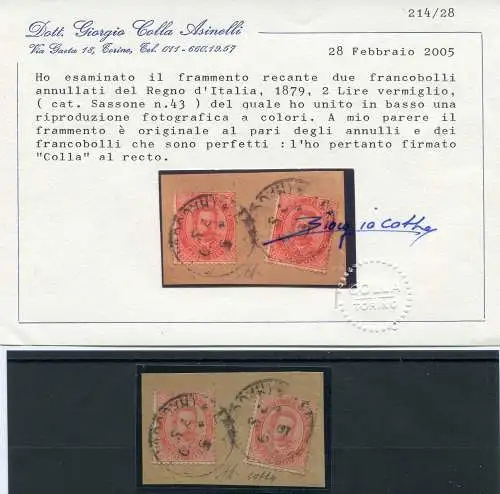 214/28
Dott. Giorgio Colla Asinelli
Via Gaeta 18, Torino, Tel. 011-660.19.57
28 Febbraio 2005
Ho esaminato il frammento recante due francobolli
annullati del Regno d'Italia, 1879, 2 Lire vermiglio,
( cat. Sassone n.43 ) del quale ho unito in basso una
riproduzione fotografica a colori. A mio parere il
frammento è originale al pari degli annulli e dei
francobolli che sono perfetti : l'ho pertanto firmato
"Colla" al recto.
Giorgio Colla
COLLA
TORINO
Colla